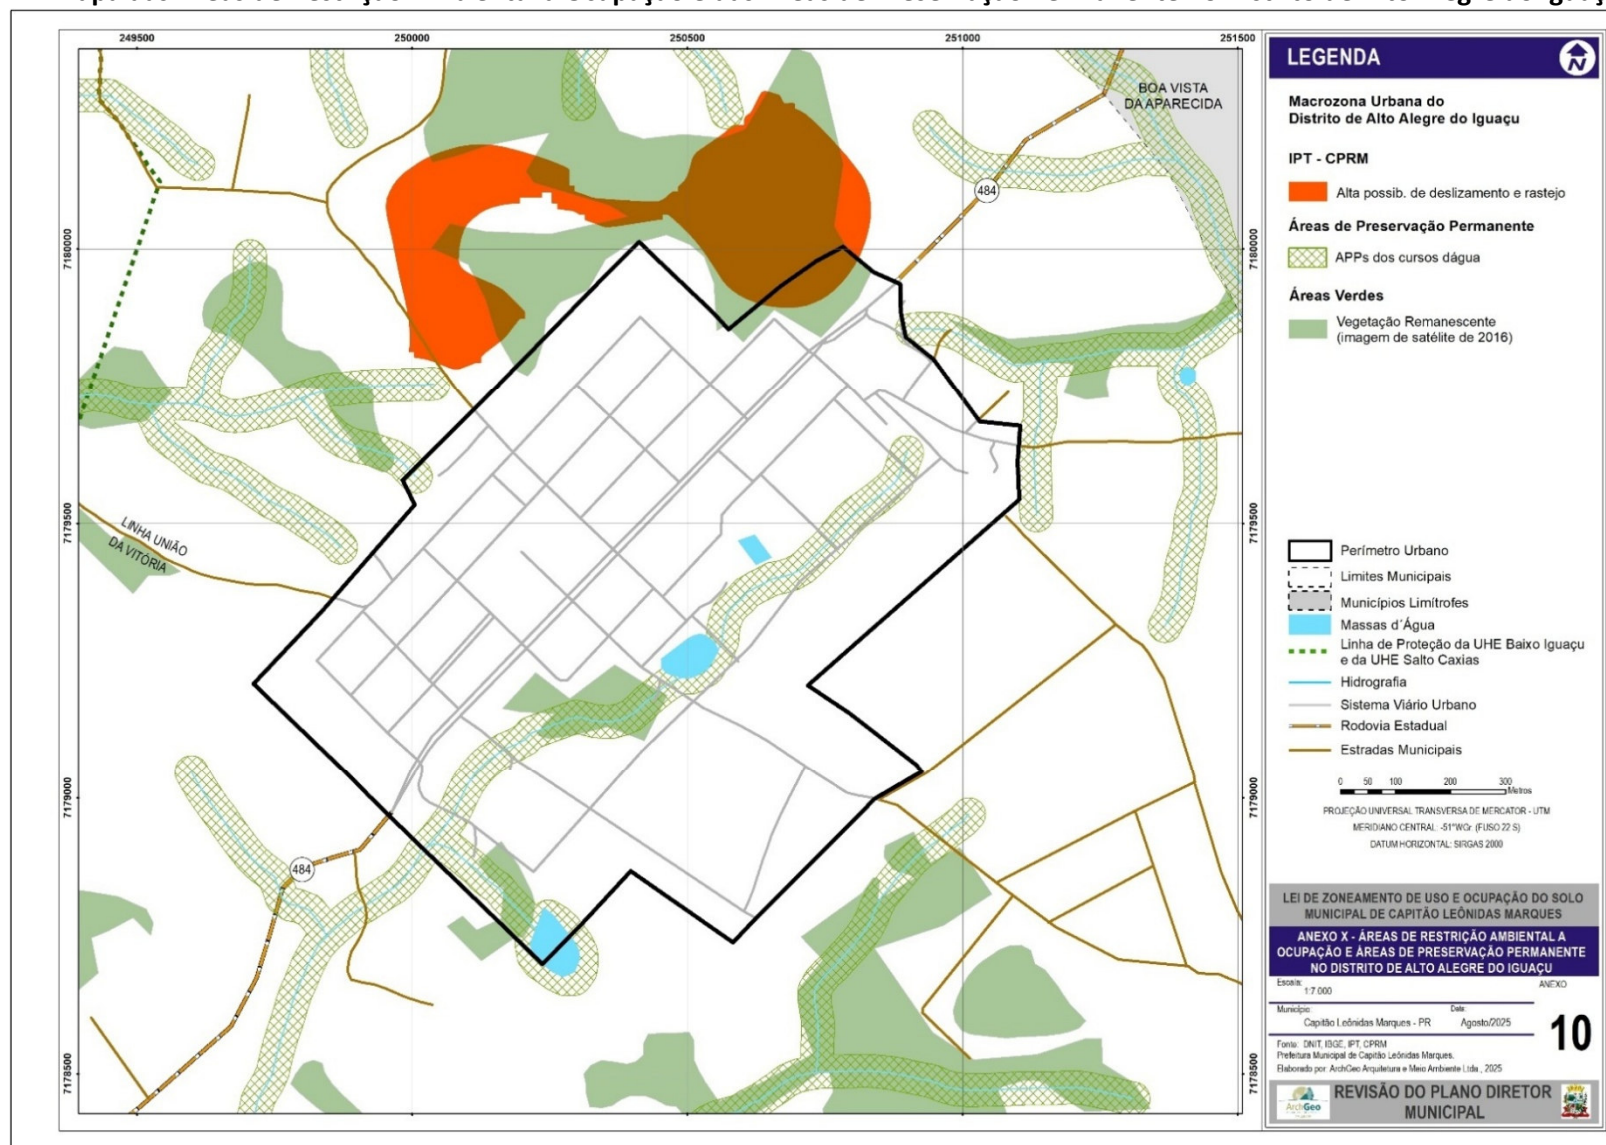 249500
250000
250500
251000
251500
7180000
7179500
7179000
7178500
7180000
7179500
7179000
7178500
BOA VISTA
DA APARECIDA
484
LINHA UNIÃO
DA VITÓRIA
484
LEGENDA
N
Macrozona Urbana do
Distrito de Alto Alegre do Iguaçu
IPT - CPRM
Alta possib. de deslizamento e rastejo
Áreas de Preservação Permanente
APPs dos cursos dágua
Áreas Verdes
Vegetação Remanescente
(imagem de satélite de 2016)
Perímetro Urbano
Limites Municipais
Municípios Limítrofes
Massas d´Água
Linha de Proteção da UHE Baixo Iguaçu
e da UHE Salto Caxias
Hidrografia
Sistema Viário Urbano
Rodovia Estadual
Estradas Municipais
0 50 100 200 300
Metros
PROJEÇÃO UNIVERSAL TRANSVERSA DE MERCATOR - UTM
MERIDIANO CENTRAL: -51°WGr. (FUSO 22 S)
DATUM HORIZONTAL: SIRGAS 2000
LEI DE ZONEAMENTO DE USO E OCUPAÇÃO DO SOLO
MUNICIPAL DE CAPITÃO LEÔNIDAS MARQUES
ANEXO X - ÁREAS DE RESTRIÇÃO AMBIENTAL A
OCUPAÇÃO E ÁREAS DE PRESERVAÇÃO PERMANENTE
NO DISTRITO DE ALTO ALEGRE DO IGUAÇU
Escala: 1:7 000
ANEXO
10
Município: Capitão Leônidas Marques - PR
Data: Agosto/2025
Fonte: DNIT, IBGE, IPT, CPRM
Prefeitura Municipal de Capitão Leônidas Marques.
Elaborado por: ArchGeo Arquitetura e Meio Ambiente Ltda., 2025
ArchGeo
REVISÃO DO PLANO DIRETOR
MUNICIPAL